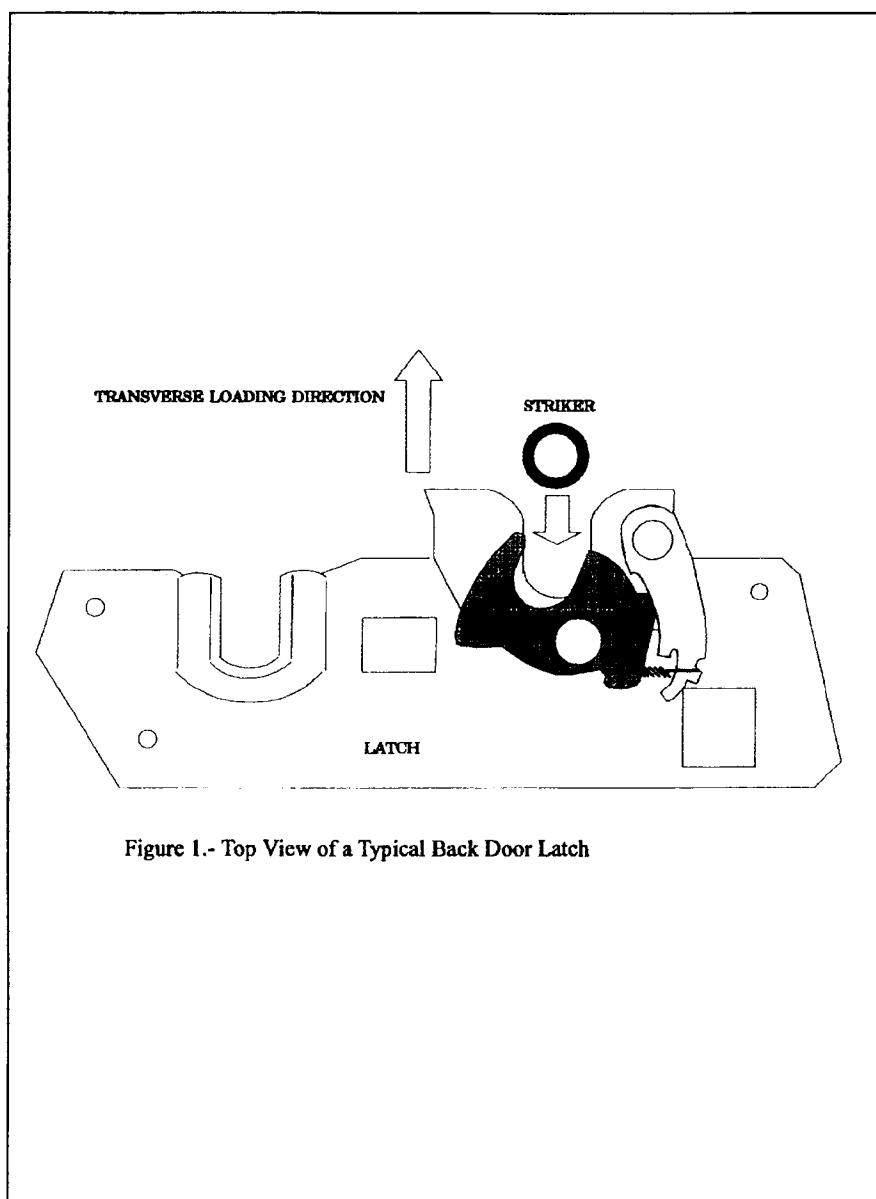 TRANSVERSE LOADING DIRECTION
STRIKER
LATCH
Figure 1.- Top View of a Typical Back Door Latch